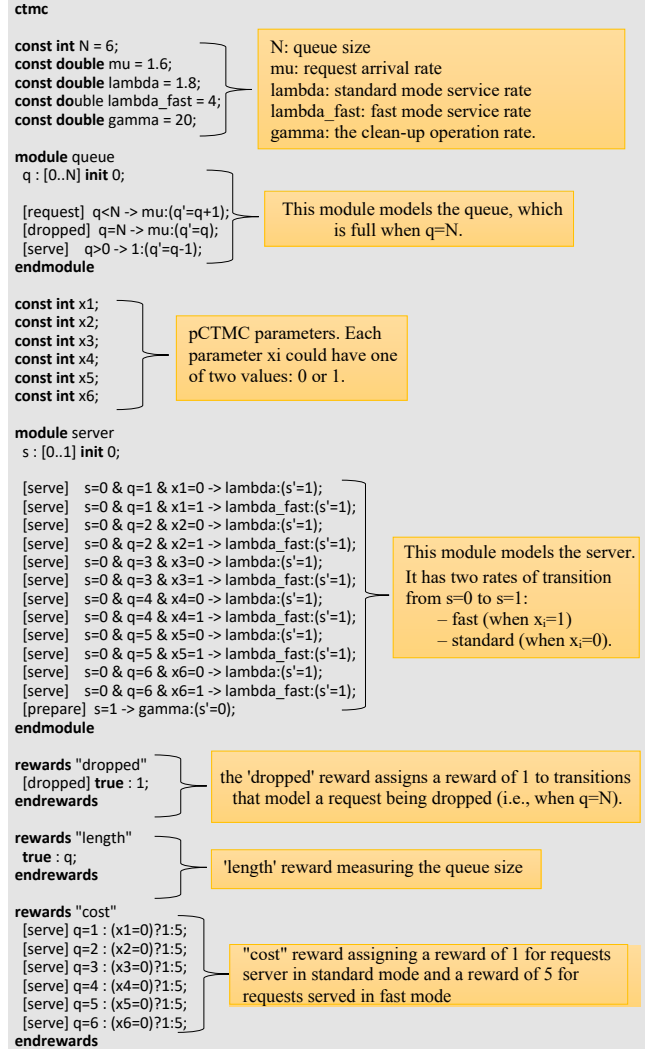 ctmc
const int N = 6;
const double mu = 1.6;
const double lambda = 1.8;
const double lambda_fast = 4;
const double gamma = 20;
N: queue size
mu: request arrival rate
lambda: standard mode service rate
lambda_fast: fast mode service rate
gamma: the clean-up operation rate.
module queue
q : [0..N] init 0;
[request] q<N -> mu:(q'=q+1);
[dropped] q=N -> mu:(q'=q);
[serve] q>0 -> 1:(q'=q-1);
endmodule
This module models the queue, which
is full when q=N.
const int x1;
const int x2;
const int x3;
const int x4;
const int x5;
const int x6;
pCTMC parameters. Each
parameter xi could have one
of two values: 0 or 1.
module server
s : [0..1] init 0;
[serve] s=0 & q=1 & x1=0 -> lambda:(s'=1);
[serve] s=0 & q=1 & x1=1 -> lambda_fast:(s'=1);
[serve] s=0 & q=2 & x2=0 -> lambda:(s'=1);
[serve] s=0 & q=2 & x2=1 -> lambda_fast:(s'=1);
[serve] s=0 & q=3 & x3=0 -> lambda:(s'=1);
[serve] s=0 & q=3 & x3=1 -> lambda_fast:(s'=1);
[serve] s=0 & q=4 & x4=0 -> lambda:(s'=1);
[serve] s=0 & q=4 & x4=1 -> lambda_fast:(s'=1);
[serve] s=0 & q=5 & x5=0 -> lambda:(s'=1);
[serve] s=0 & q=5 & x5=1 -> lambda_fast:(s'=1);
[serve] s=0 & q=6 & x6=0 -> lambda:(s'=1);
[serve] s=0 & q=6 & x6=1 -> lambda_fast:(s'=1);
[prepare] s=1 -> gamma:(s'=0);
endmodule
This module models the server.
It has two rates of transition
from s=0 to s=1:
– fast (when xi=1)
– standard (when xi=0).
rewards "dropped"
[dropped] true : 1;
endrewards
the 'dropped' reward assigns a reward of 1 to transitions
that model a request being dropped (i.e., when q=N).
rewards "length"
true : q;
endrewards
'length' reward measuring the queue size
rewards "cost"
[serve] q=1 : (x1=0)?1:5;
[serve] q=2 : (x2=0)?1:5;
[serve] q=3 : (x3=0)?1:5;
[serve] q=4 : (x4=0)?1:5;
[serve] q=5 : (x5=0)?1:5;
[serve] q=6 : (x6=0)?1:5;
endrewards
"cost" reward assigning a reward of 1 for requests
server in standard mode and a reward of 5 for
requests served in fast mode